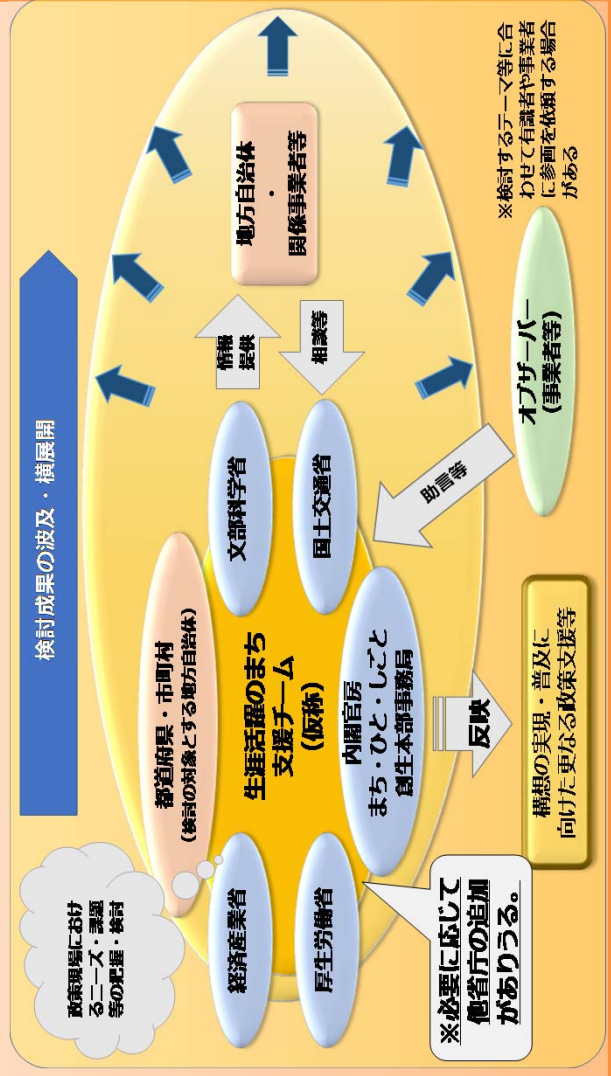 検討成果の波及・横展開
政策現場におけ
るニーズ・課題
等の把握・検討
都道府県・市町村
(検討の対象とする地方自治体)
経済産業省
文部科学省
生涯活躍のまち
支援チーム
(仮称)
厚生労働省
国土交通省
内閣官房
まち・ひと・しごと
創生本部事務局
情報
提供
相談等
地方自治体
・
関係事業者等
※必要に応じて
他省庁の追加
がありうる。
反映
構想の実現・普及に
向けた更なる政策支援等
助言等
オブザーバー
(事業者等)
※検討するテーマ等に合
わせて有識者や事業者
に参画を依頼する場合
がある